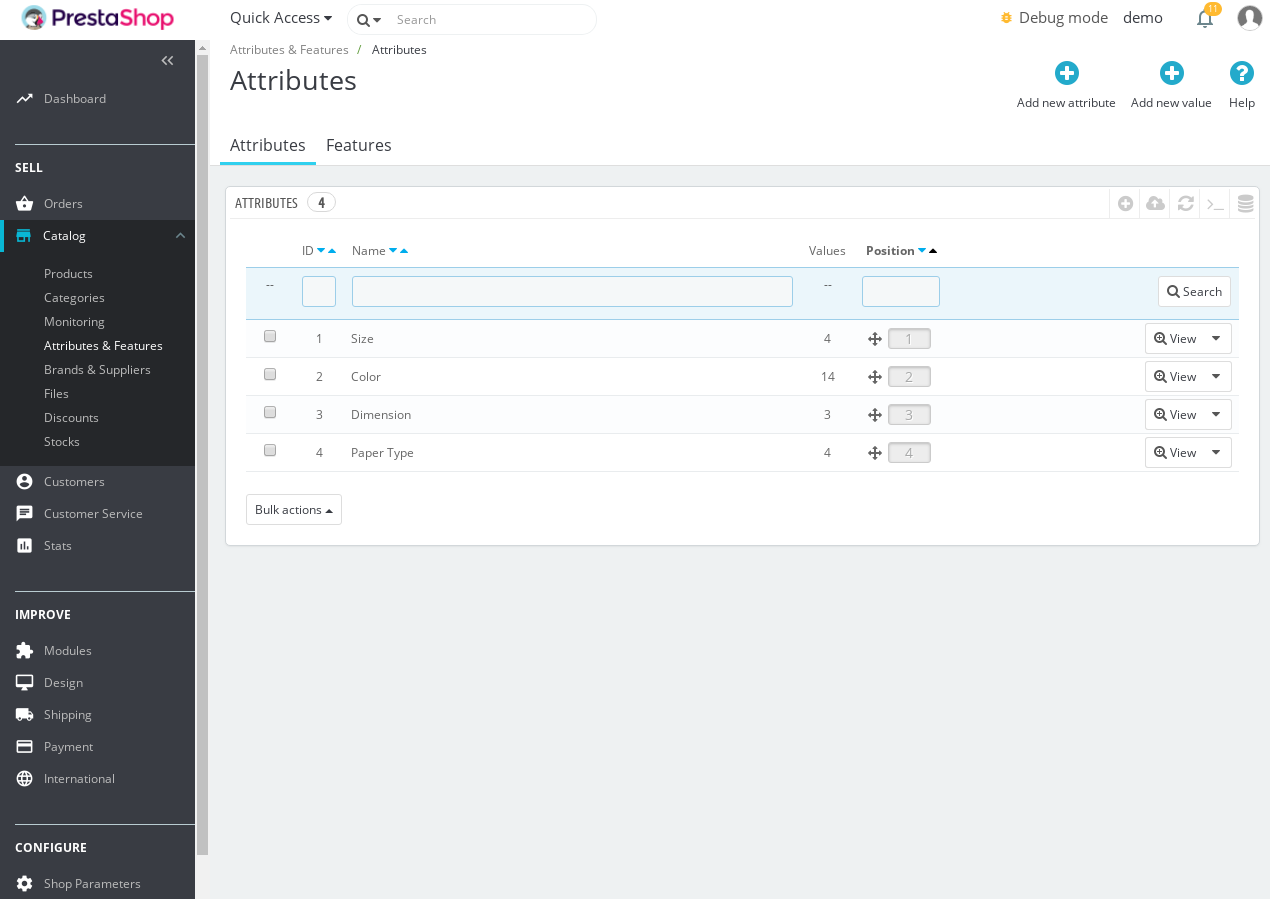 PrestaShop
Quick Access
Search
Debug mode
demo
11
Dashboard
SELL
Orders
Catalog
Products
Categories
Monitoring
Attributes & Features
Brands & Suppliers
Files
Discounts
Stocks
Customers
Customer Service
Stats
IMPROVE
Modules
Design
Shipping
Payment
International
CONFIGURE
Shop Parameters
Attributes & Features / Attributes
Attributes
Add new attribute
Add new value
Help
Attributes Features
ATTRIBUTES 4
ID Name Values Position
-- -- Search
1 Size 4 1 View
2 Color 14 2 View
3 Dimension 3 3 View
4 Paper Type 4 4 View
Bulk actions